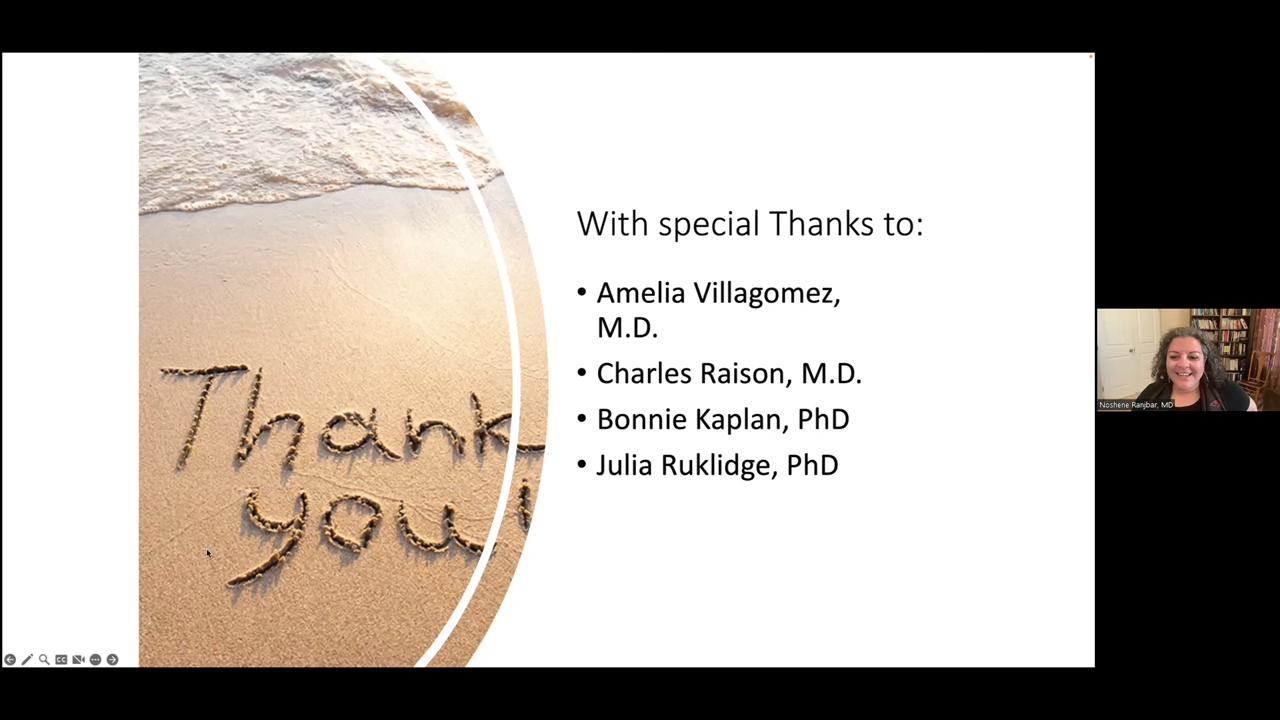 With special Thanks to:
• Amelia Villagomez,
M.D.
• Charles Raison, M.D.
• Bonnie Kaplan, PhD
• Julia Ruklidge, PhD
Thank
you!
Noshene Ranjbar, MD